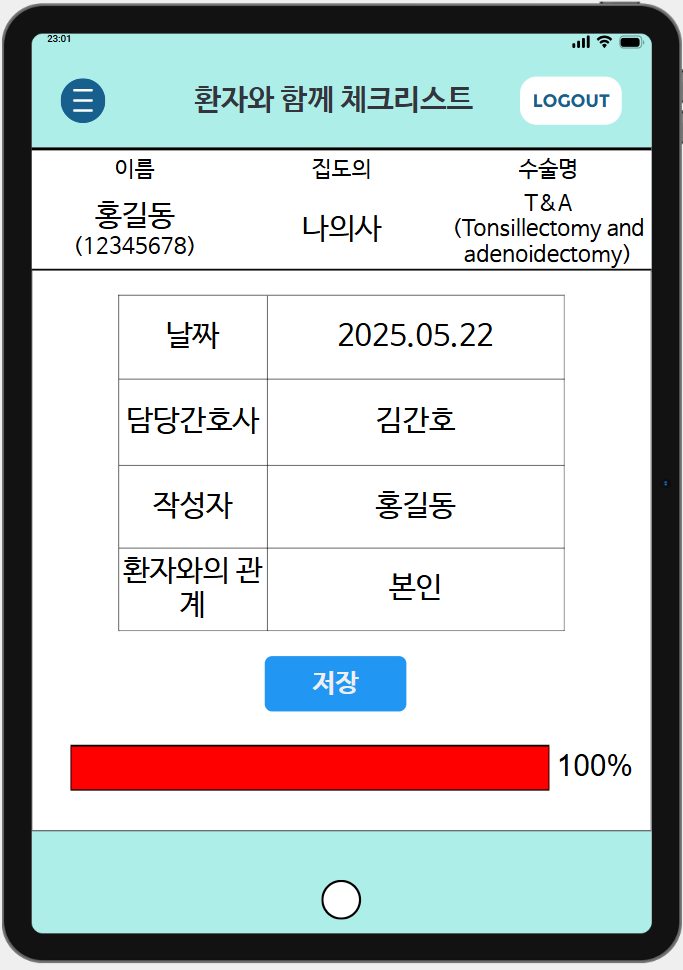 23:01
환자와 함께 체크리스트
LOGOUT
이름
집도의
수술명
홍길동
(12345678)
나의사
T&A
(Tonsillectomy and
adenoidectomy)
날짜
2025.05.22
담당간호사
김간호
작성자
홍길동
환자와의 관
계
본인
저장
100%